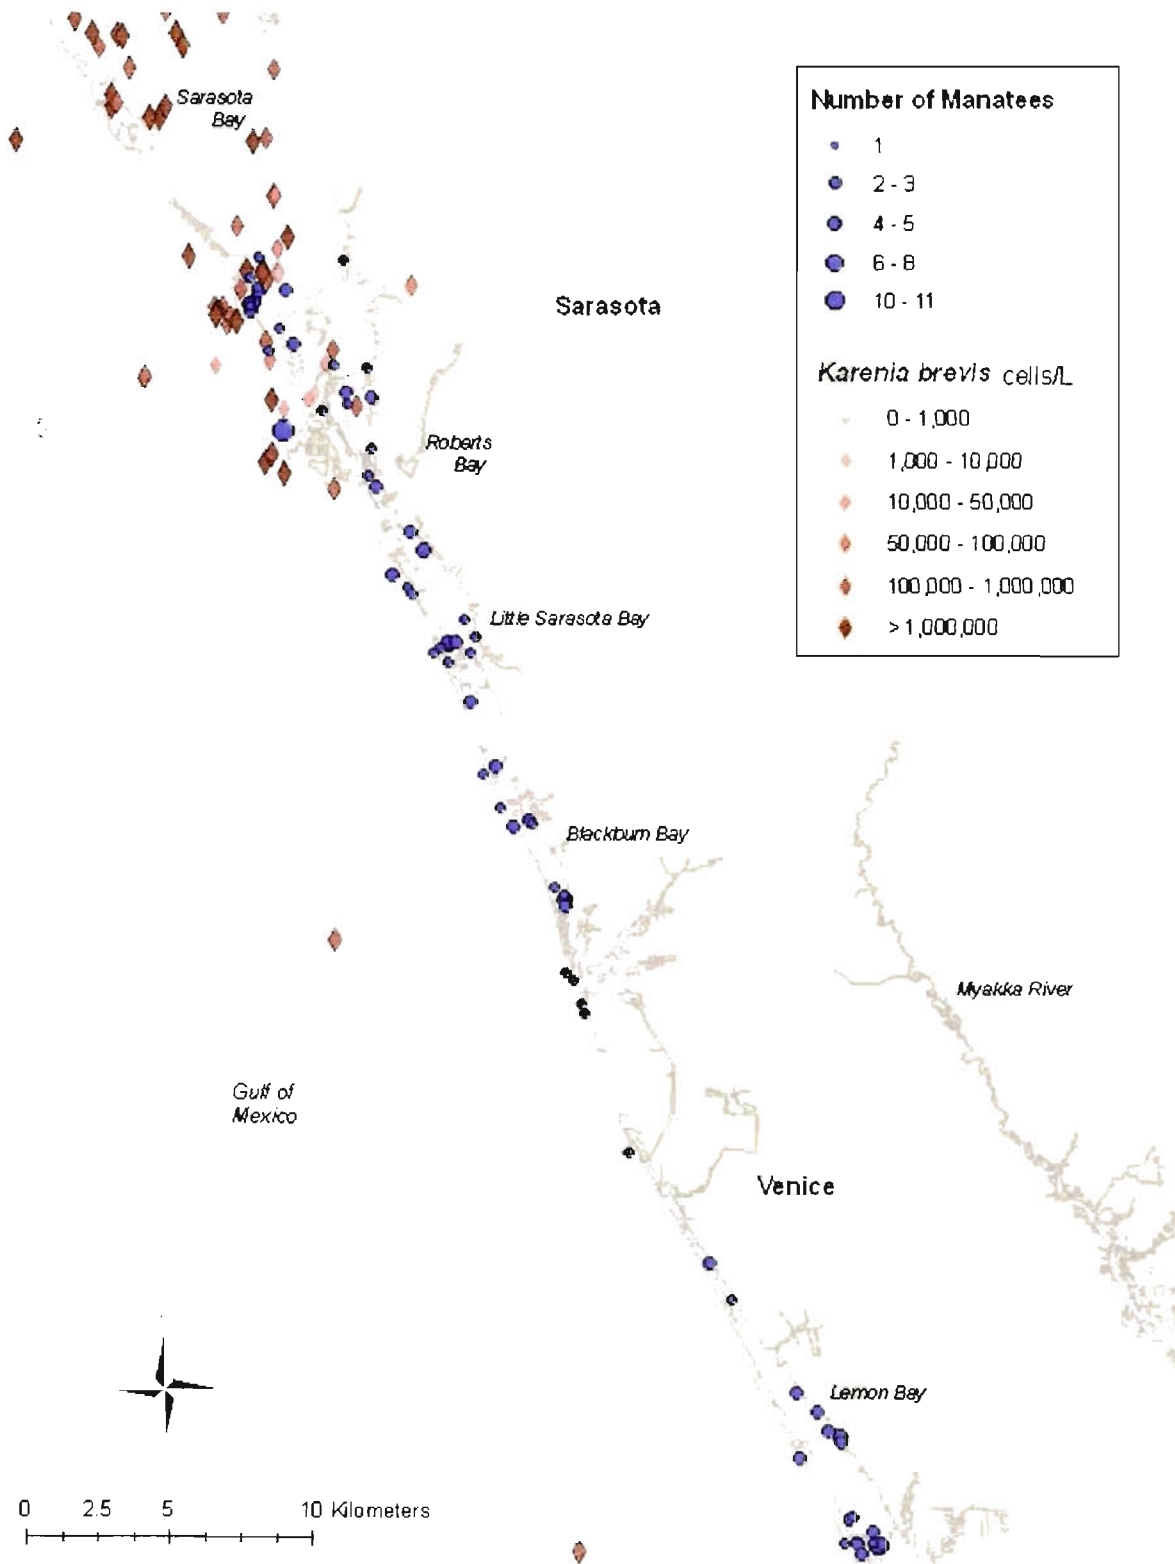 Sarasota
Bay
Number of Manatees
1
2 - 3
4 - 5
6 - 8
10 - 11
Sarasota
Karenia brevis cells/L
0 - 1,000
1,000 - 10,000
10,000 - 50,000
50,000 - 100,000
100,000 - 1,000,000
> 1,000,000
Roberts
Bay
Little Sarasota Bay
Blackburn Bay
Myakka River
Gulf of
Mexico
Venice
Lemon Bay
0 2.5 5 10 Kilometers